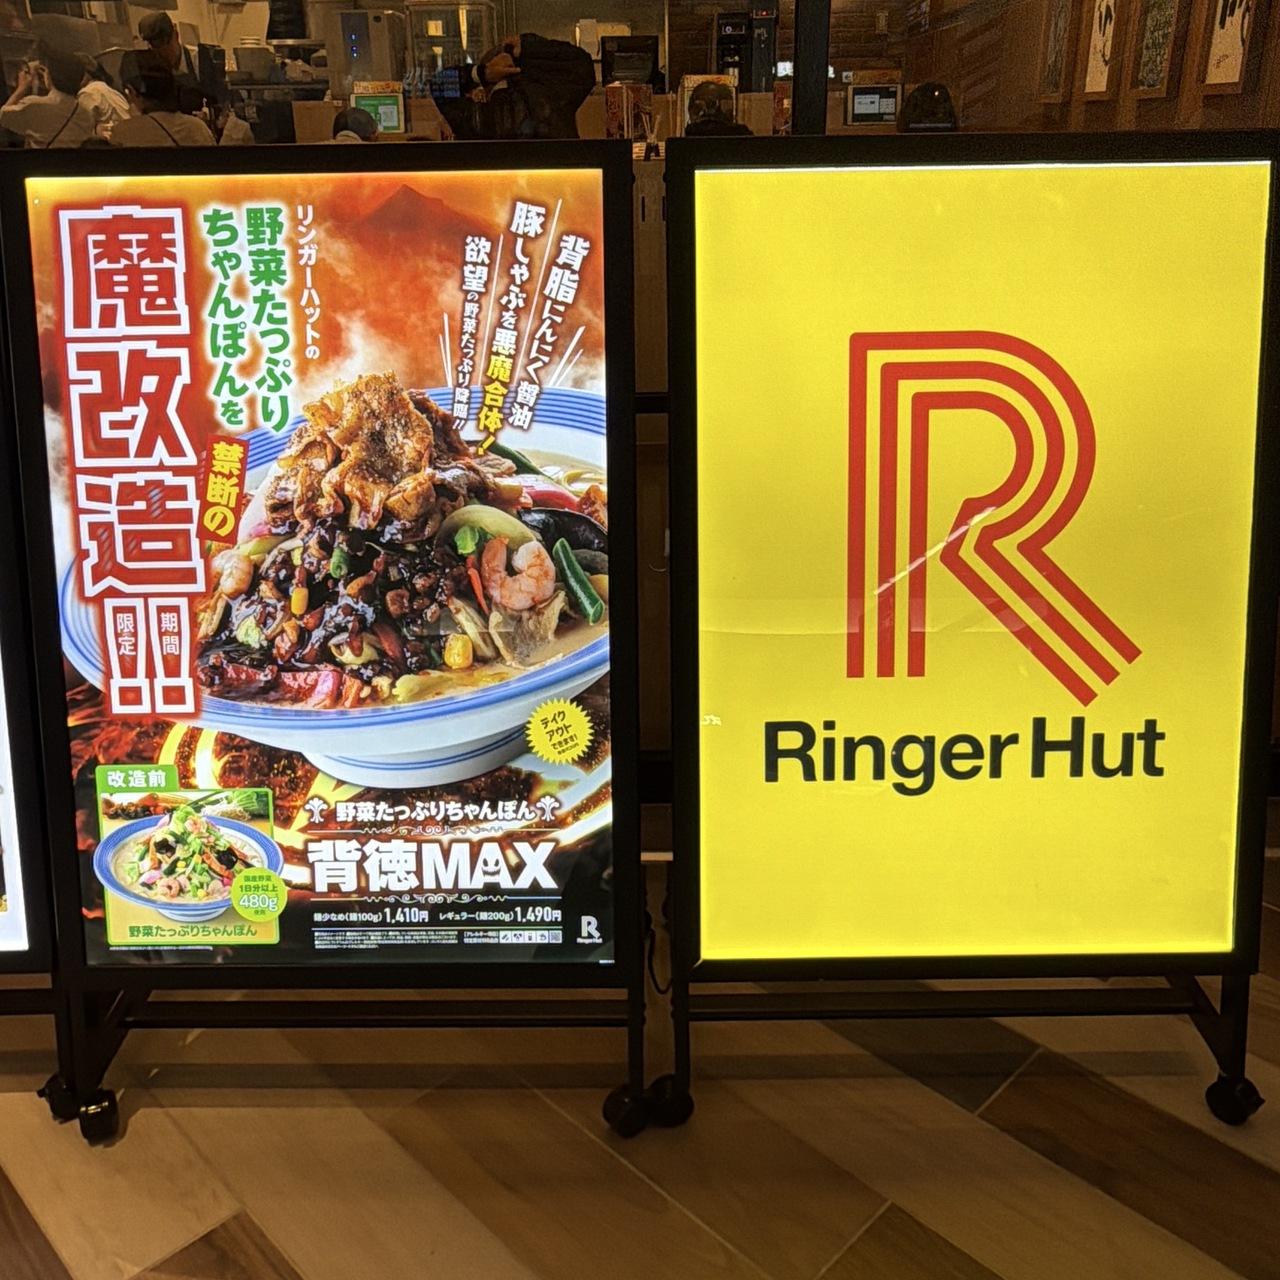 リンガーハットの
野菜たっぷり
ちゃんぽんを
禁断の
魔改造!!
期間
限定
背脂にんにく醤油
豚しゃぶを悪魔合体!
欲望の野菜たっぷり降臨!!
テイク
アウト
できます!
改造前
国産野菜
1日分以上
480g
使用
野菜たっぷりちゃんぽん
野菜たっぷりちゃんぽん
背徳MAX
麺少なめ(麺100g)1,410円 レギュラー(麺200g)1,490円
R
Ringer Hut
R
Ringer Hut